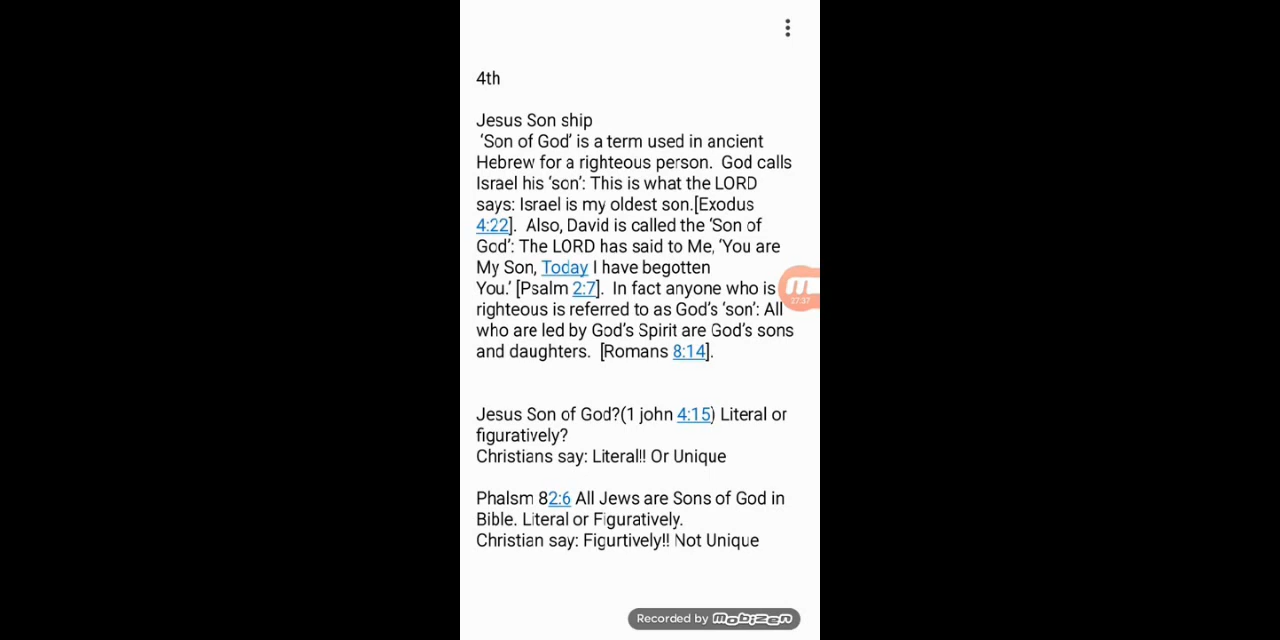 4th
Jesus Son ship
‘Son of God’ is a term used in ancient
Hebrew for a righteous person.  God calls
Israel his ‘son’: This is what the LORD
says: Israel is my oldest son.[Exodus
4:22].  Also, David is called the ‘Son of
God’: The LORD has said to Me, ‘You are
My Son, Today I have begotten
You.’ [Psalm 2:7].  In fact anyone who is
righteous is referred to as God’s ‘son’: All
who are led by God’s Spirit are God’s sons
and daughters.  [Romans 8:14].
Jesus Son of God?(1 john 4:15) Literal or
figuratively?
Christians say: Literal!! Or Unique
Phalsm 82:6 All Jews are Sons of God in
Bible. Literal or Figuratively.
Christian say: Figurtively!! Not Unique
27:37
Recorded by mobizen